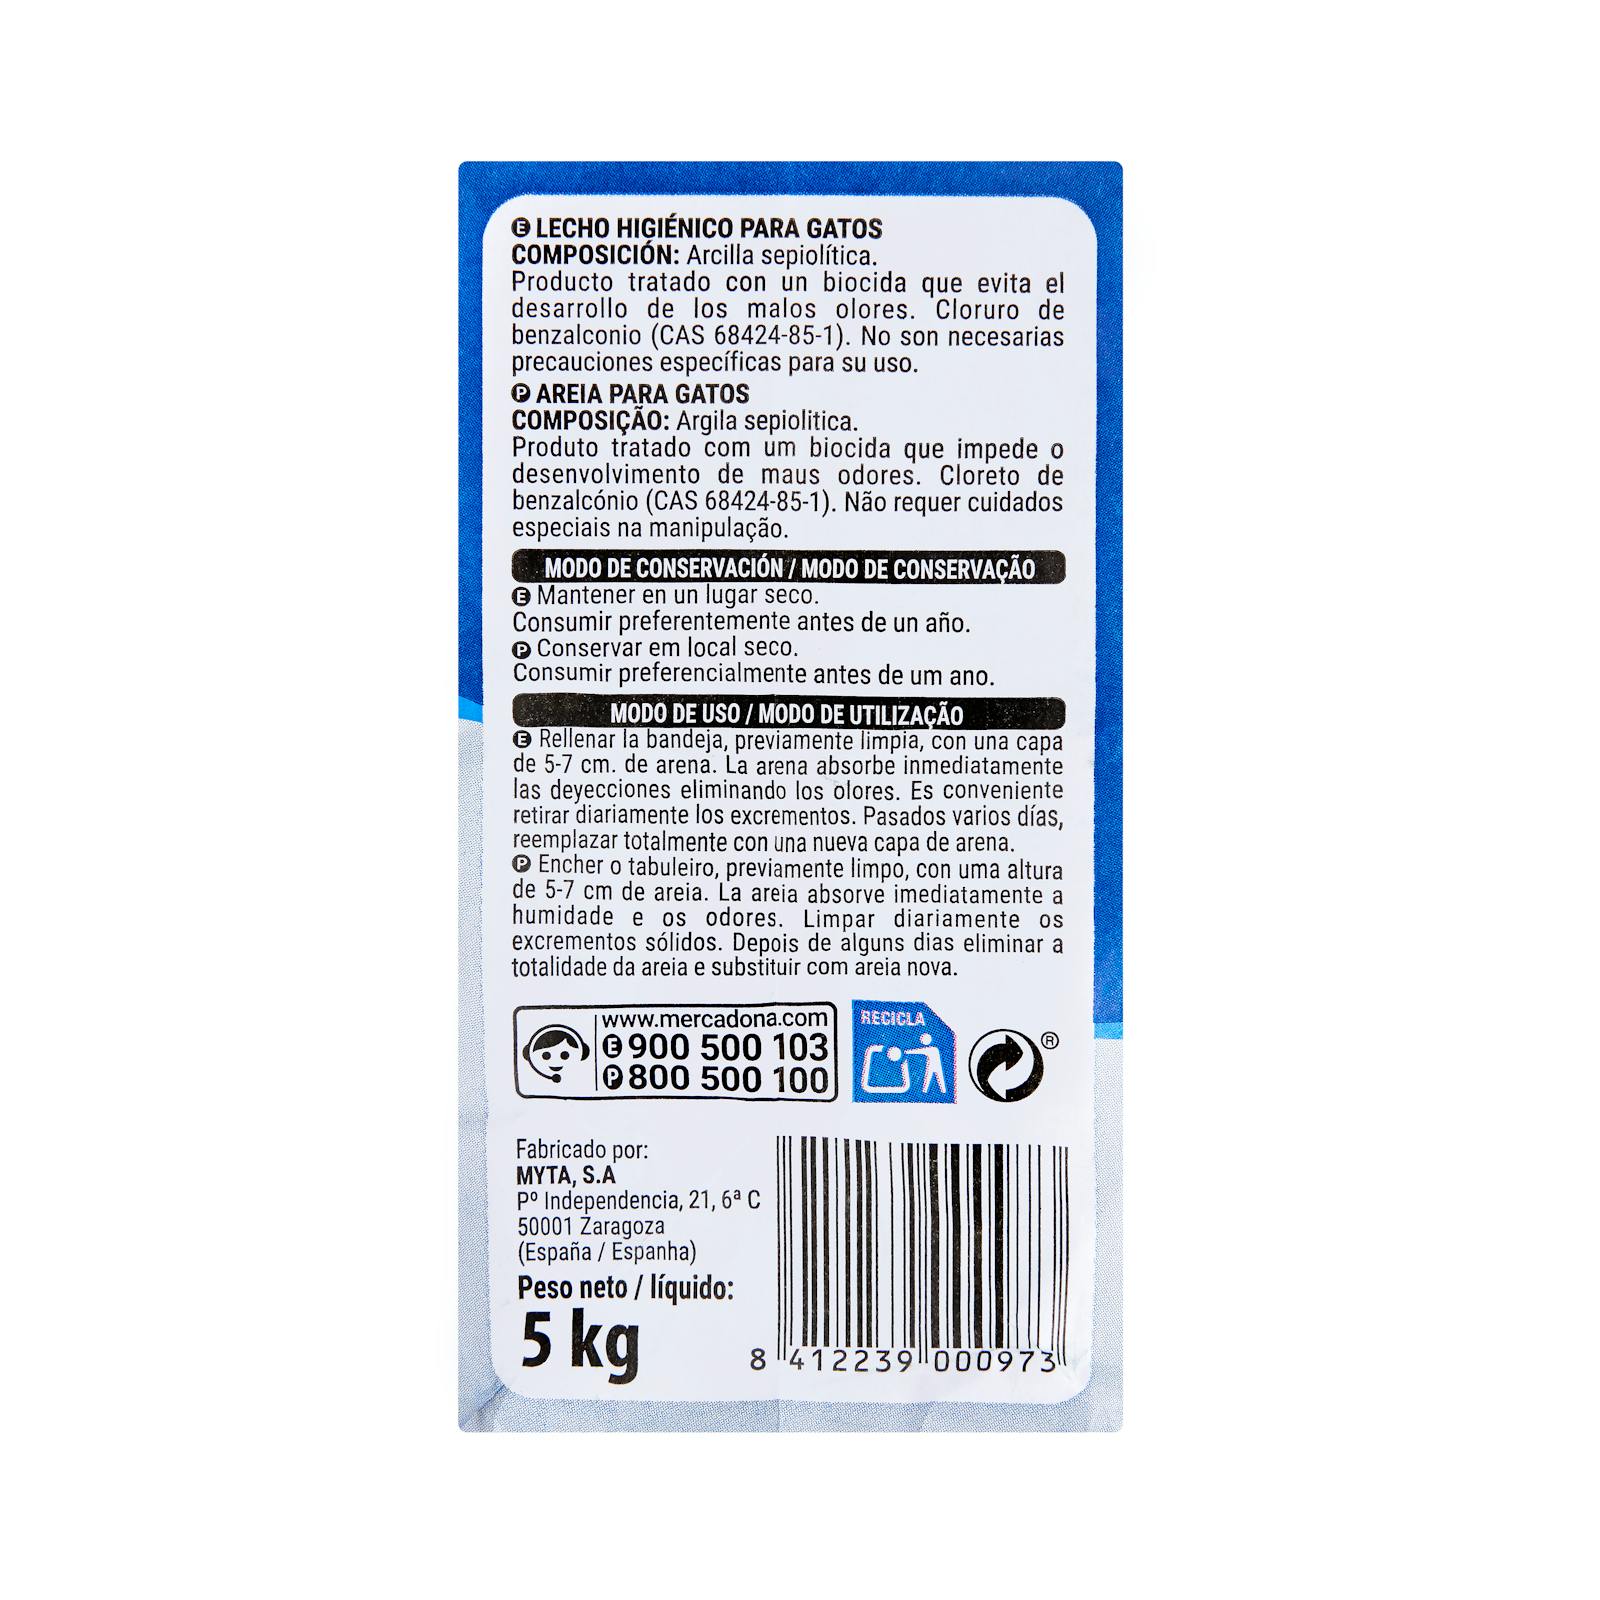 E LECHO HIGIÉNICO PARA GATOS
COMPOSICIÓN: Arcilla sepiolítica.
Producto tratado con un biocida que evita el
desarrollo de los malos olores. Cloruro de
benzalconio (CAS 68424-85-1). No son necesarias
precauciones específicas para su uso.
P AREIA PARA GATOS
COMPOSIÇÃO: Argila sepiolitica.
Produto tratado com um biocida que impede o
desenvolvimento de maus odores. Cloreto de
benzalcónio (CAS 68424-85-1). Não requer cuidados
especiais na manipulação.
MODO DE CONSERVACIÓN / MODO DE CONSERVAÇÃO
E Mantener en un lugar seco.
Consumir preferentemente antes de un año.
P Conservar em local seco.
Consumir preferencialmente antes de um ano.
MODO DE USO / MODO DE UTILIZAÇÃO
E Rellenar la bandeja, previamente limpia, con una capa
de 5-7 cm. de arena. La arena absorbe inmediatamente
las deyecciones eliminando los olores. Es conveniente
retirar diariamente los excrementos. Pasados varios días,
reemplazar totalmente con una nueva capa de arena.
P Encher o tabuleiro, previamente limpo, con uma altura
de 5-7 cm de areia. La areia absorve imediatamente a
humidade e os odores. Limpar diariamente os
excrementos sólidos. Depois de alguns dias eliminar a
totalidade da areia e substituir com areia nova.
www.mercadona.com
E 900 500 103
P 800 500 100
RECICLA
®
Fabricado por:
MYTA, S.A
Pº Independencia, 21, 6ª C
50001 Zaragoza
(España / Espanha)
Peso neto / líquido:
5 kg
8 412239 000973